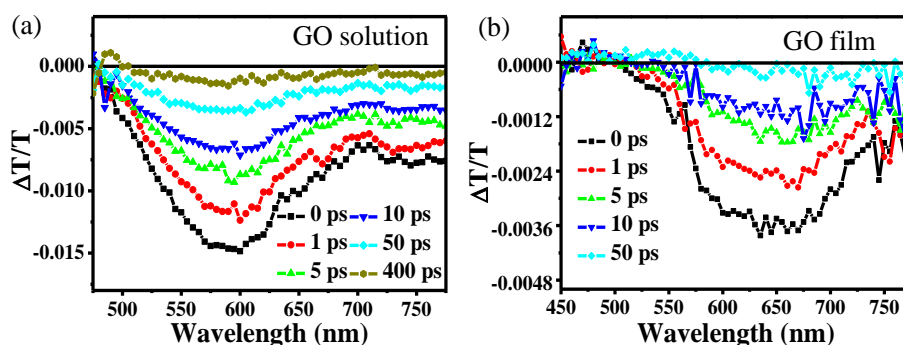 (a)
GO solution
0.000
-0.005
-0.010
-0.015
ΔT/T
0 ps
10 ps
1 ps
50 ps
5 ps
400 ps
500
550
600
650
700
750
Wavelength (nm)
(b)
GO film
0.0000
-0.0012
-0.0024
-0.0036
-0.0048
ΔT/T
0 ps
1 ps
5 ps
10 ps
50 ps
450
500
550
600
650
700
750
Wavelength (nm)